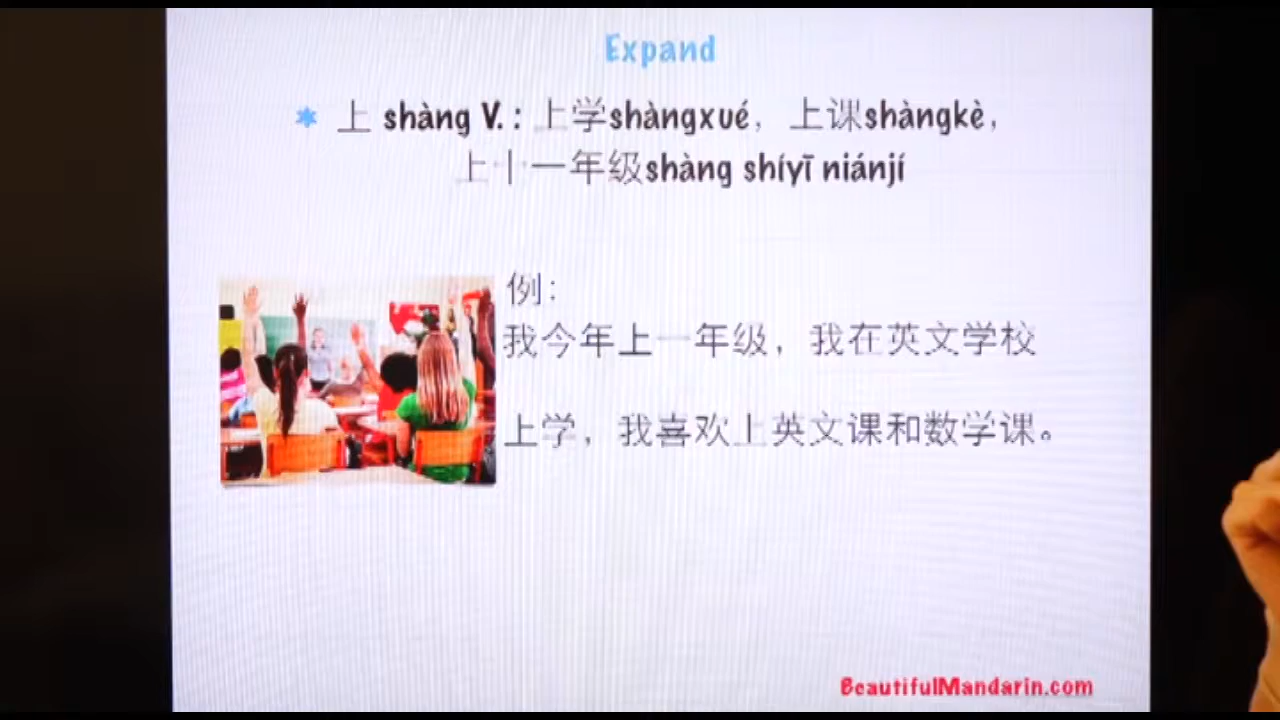 Expand
* 上 shàng V. : 上学shàngxué, 上课shàngkè,
上十一年级shàng shíyī niánjí
例:
我今年上一年级，我在英文学校
上学，我喜欢上英文课和数学课。
BeautifulMandarin.com